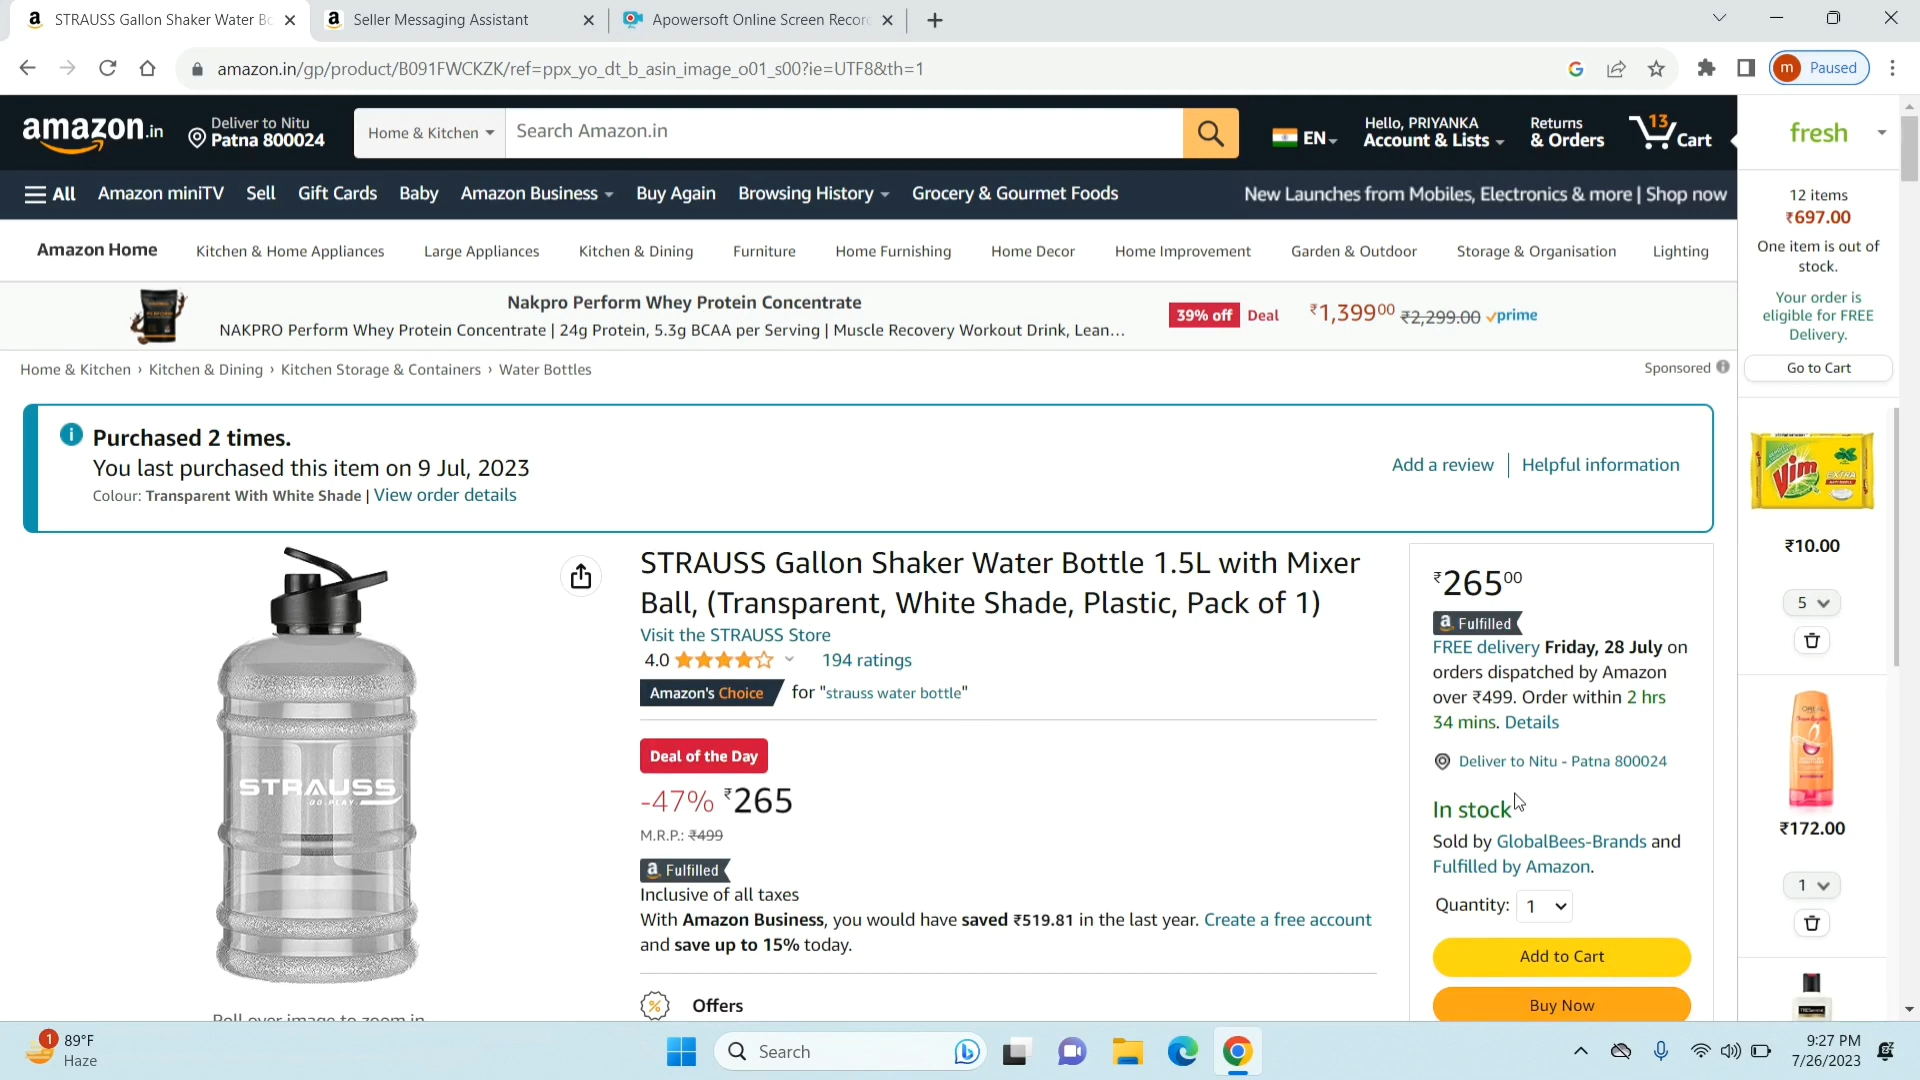 STRAUSS Gallon Shaker Water Bo
Seller Messaging Assistant
Apowersoft Online Screen Record
amazon.in/gp/product/B091FWCKZK/ref=ppx_yo_dt_b_asin_image_o01_s00?ie=UTF8&th=1
m Paused
amazon.in
Deliver to Nitu
Patna 800024
Home & Kitchen
Search Amazon.in
EN
Hello, PRIYANKA
Account & Lists
Returns
& Orders
13
Cart
fresh
All Amazon miniTV Sell Gift Cards Baby Amazon Business Buy Again Browsing History Grocery & Gourmet Foods
New Launches from Mobiles, Electronics & more | Shop now
12 items
₹697.00
One item is out of
stock.
Your order is
eligible for FREE
Delivery.
Go to Cart
Amazon Home Kitchen & Home Appliances Large Appliances Kitchen & Dining Furniture Home Furnishing Home Decor Home Improvement Garden & Outdoor Storage & Organisation Lighting
Nakpro Perform Whey Protein Concentrate
NAKPRO Perform Whey Protein Concentrate | 24g Protein, 5.3g BCAA per Serving | Muscle Recovery Workout Drink, Lean...
39% off Deal ₹1,39900 ₹2,299.00 prime
Home & Kitchen › Kitchen & Dining › Kitchen Storage & Containers › Water Bottles
Sponsored
Purchased 2 times.
You last purchased this item on 9 Jul, 2023
Colour: Transparent With White Shade | View order details
Add a review | Helpful information
STRAUSS
GO.PLAY.
Roll over image to zoom in
STRAUSS Gallon Shaker Water Bottle 1.5L with Mixer
Ball, (Transparent, White Shade, Plastic, Pack of 1)
Visit the STRAUSS Store
4.0 194 ratings
Amazon's Choice for "strauss water bottle"
Deal of the Day
-47% ₹265
M.R.P.: ₹499
a Fulfilled
Inclusive of all taxes
With Amazon Business, you would have saved ₹519.81 in the last year. Create a free account
and save up to 15% today.
Offers
₹26500
a Fulfilled
FREE delivery Friday, 28 July on
orders dispatched by Amazon
over ₹499. Order within 2 hrs
34 mins. Details
Deliver to Nitu - Patna 800024
In stock
Sold by GlobalBees-Brands and
Fulfilled by Amazon.
Quantity: 1
Add to Cart
Buy Now
Vim
EXTRA
₹10.00
5
₹172.00
1
1
89°F
Haze
Search
9:27 PM
7/26/2023